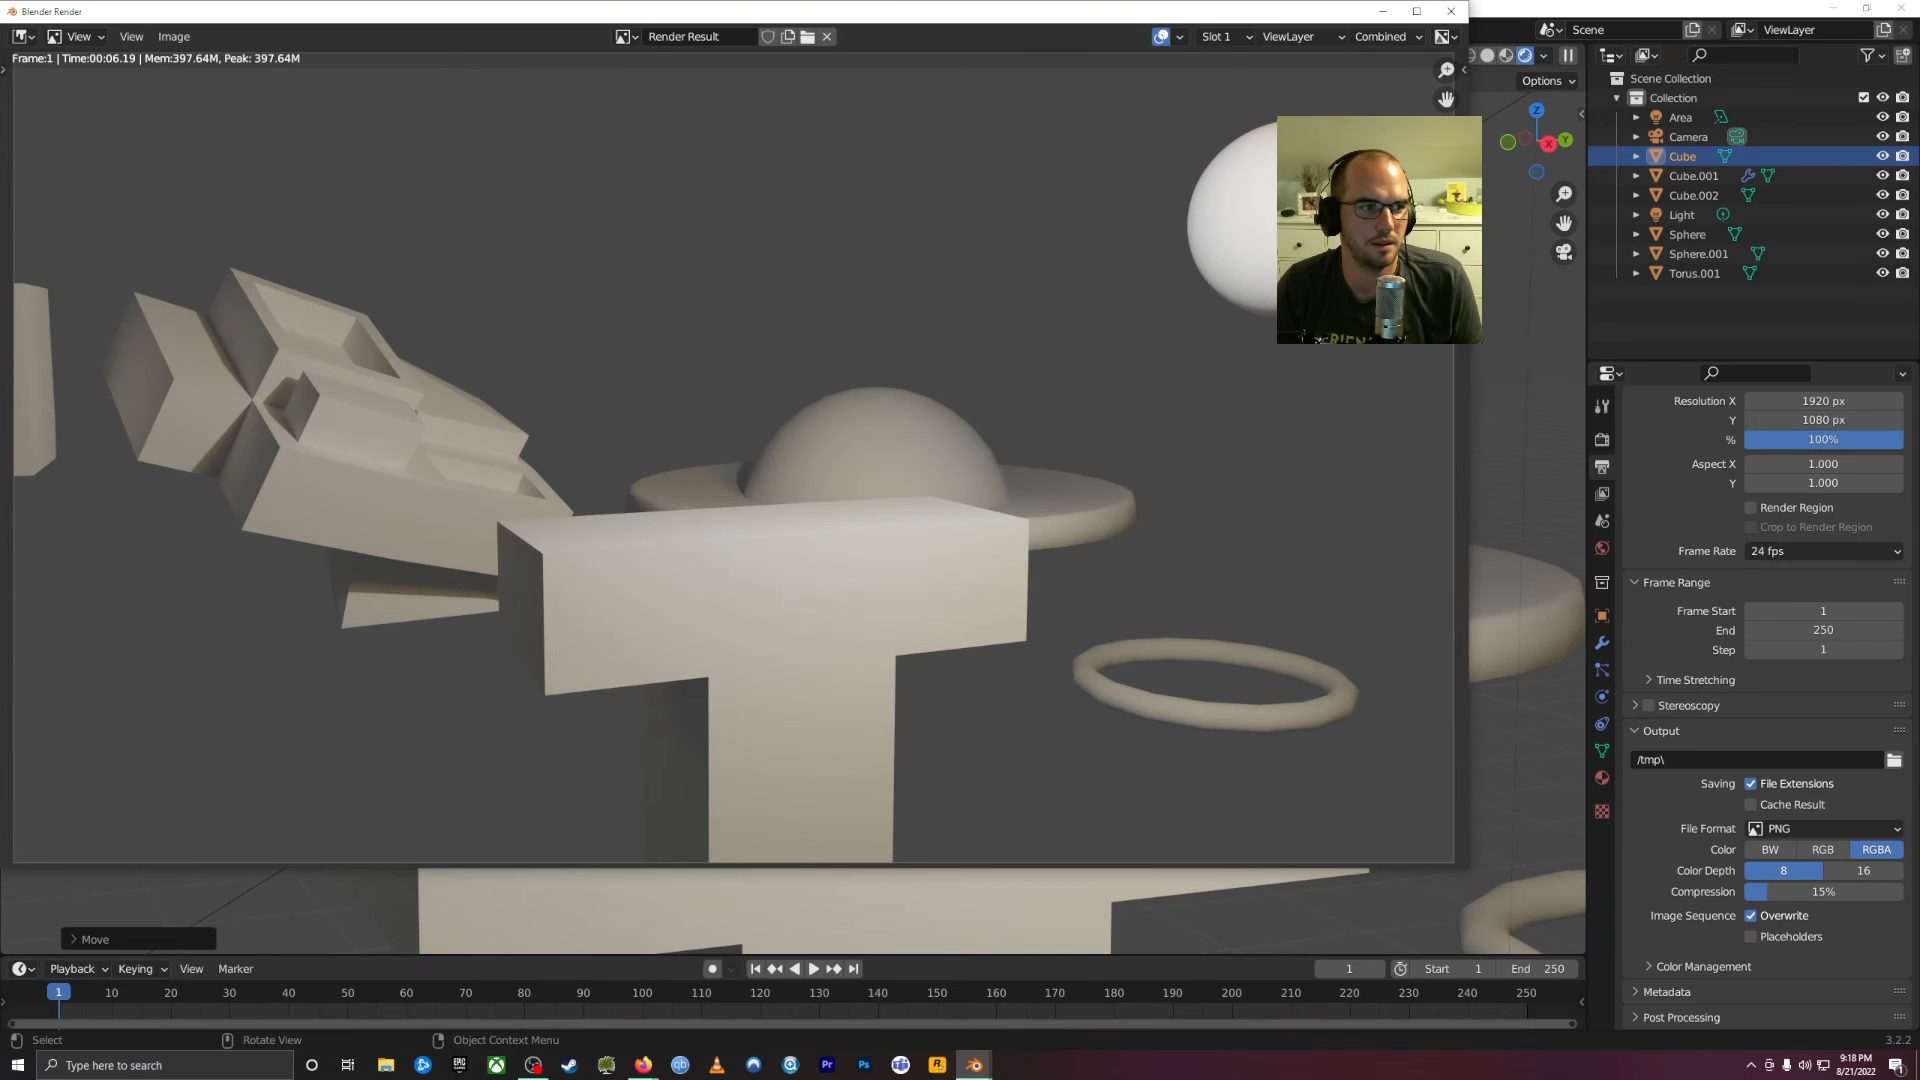 Blender Render
View View Image Render Result Slot 1 ViewLayer Combined Scene ViewLayer
Frame:1 | Time:00:06.19 | Mem:397.64M, Peak: 397.64M
Options
Z
X
Y
Scene Collection
Collection
Area
Camera
Cube
Cube.001
Cube.002
Light
Sphere
Sphere.001
Torus.001
Resolution X 1920 px
Y 1080 px
% 100%
Aspect X 1.000
Y 1.000
Render Region
Crop to Render Region
Frame Rate 24 fps
Frame Range
Frame Start 1
End 250
Step 1
Time Stretching
Stereoscopy
Output
/tmp\
Saving File Extensions
Cache Result
File Format PNG
Color BW RGB RGBA
Color Depth 8 16
Compression 15%
Image Sequence Overwrite
Placeholders
Color Management
Metadata
Post Processing
Move
Playback Keying View Marker 1 Start 1 End 250
1 10 20 30 40 50 60 70 80 90 100 110 120 130 140 150 160 170 180 190 200 210 220 230 240 250
Select Rotate View Object Context Menu 3.2.2
Type here to search
EPIC
qb
Pr
Ps
R
9:18 PM
8/21/2022
1